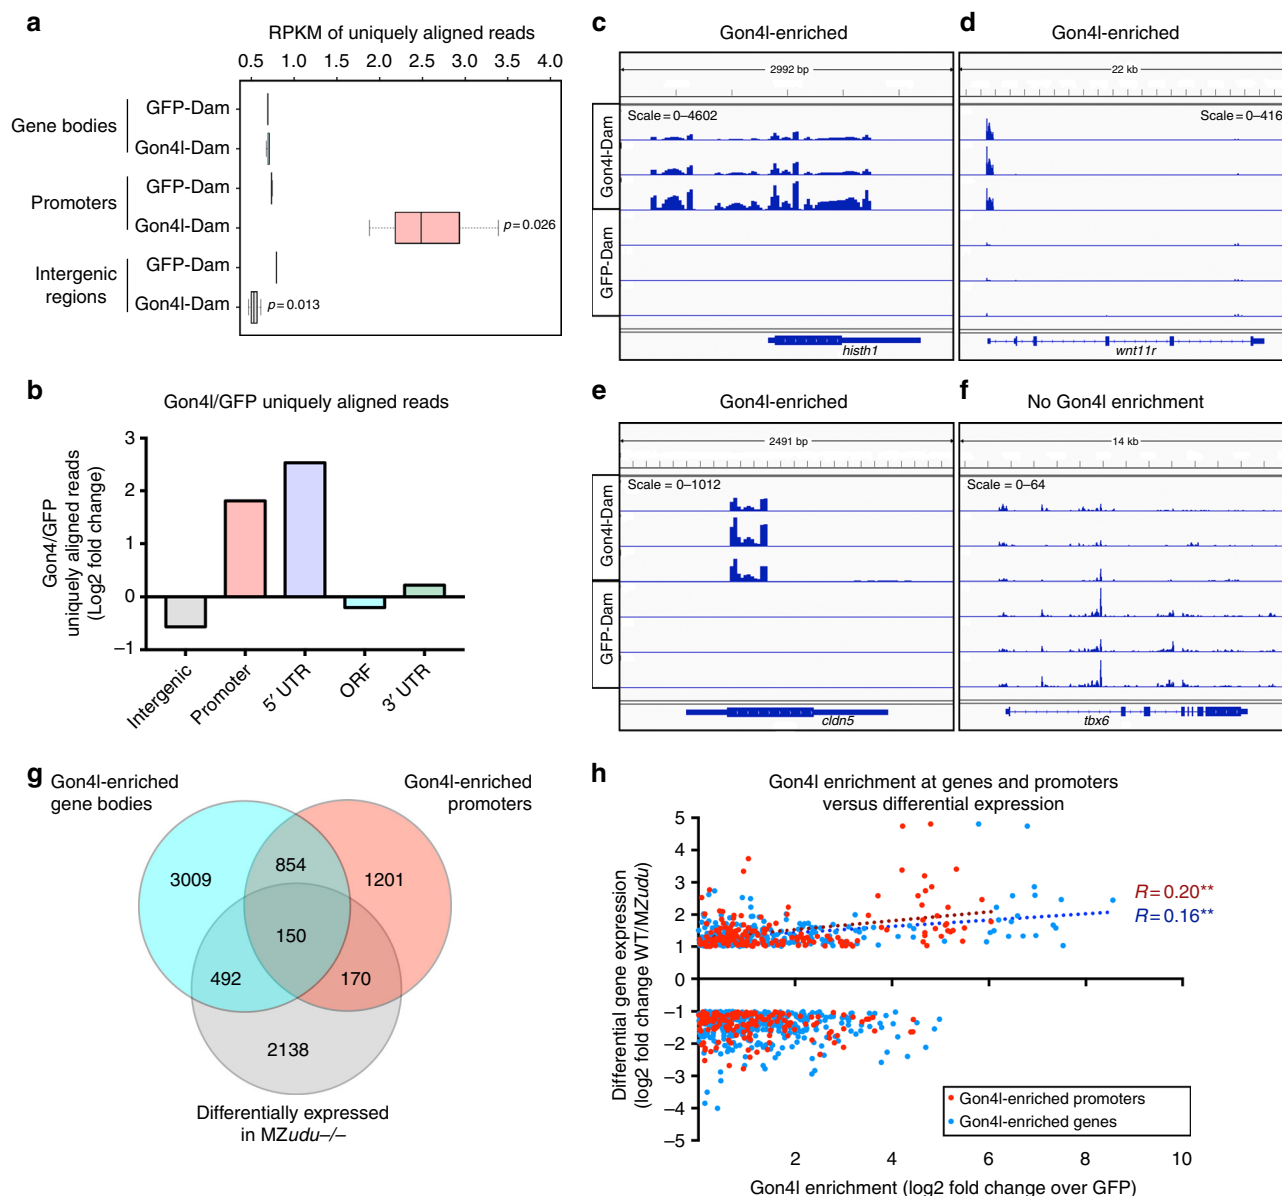 a
RPKM of uniquely aligned reads
0.5 1.0 1.5 2.0 2.5 3.0 3.5 4.0
Gene bodies
GFP-Dam
Gon4l-Dam
Promoters
GFP-Dam
Gon4l-Dam
p=0.026
Intergenic
regions
GFP-Dam
Gon4l-Dam
p=0.013
b
Gon4l/GFP uniquely aligned reads
Gon4/GFP
uniquely aligned reads
(Log2 fold change)
3
2
1
0
–1
Intergenic
Promoter
5′ UTR
ORF
3′ UTR
c
Gon4l-enriched
2992 bp
Scale=0–4602
Gon4l-Dam
GFP-Dam
histh1
d
Gon4l-enriched
22 kb
Scale=0–416
wnt11r
e
Gon4l-enriched
2491 bp
Scale = 0–1012
Gon4l-Dam
GFP-Dam
cldn5
f
No Gon4l enrichment
14 kb
Scale=0–64
tbx6
g
Gon4l-enriched
gene bodies
Gon4l-enriched
promoters
3009
854
1201
150
492
170
2138
Differentially expressed
in MZudu–/–
h
Gon4l enrichment at genes and promoters
versus differential expression
Differential gene expression
(log2 fold change WT/MZudu)
5
4
3
2
1
0
–1
–2
–3
–4
–5
R=0.20**
R=0.16**
Gon4l-enriched promoters
Gon4l-enriched genes
2 4 6 8 10
Gon4l enrichment (log2 fold change over GFP)